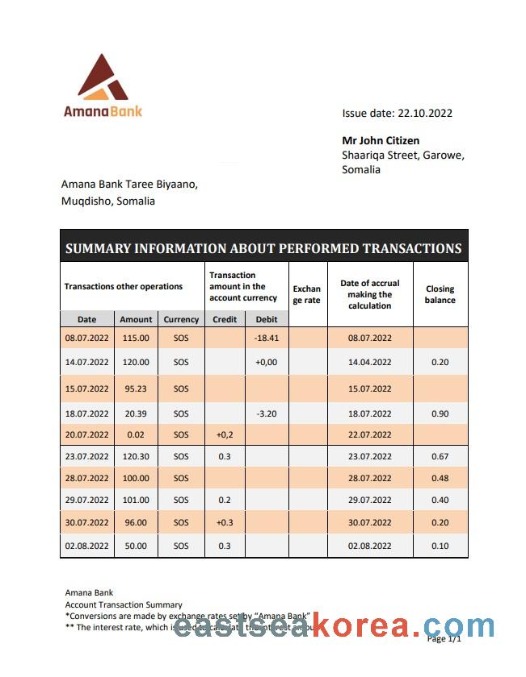 AmanaBank
Issue date: 22.10.2022
Mr John Citizen
Shaariqa Street, Garowe,
Somalia
Amana Bank Taree Biyaano,
Muqdisho, Somalia
SUMMARY INFORMATION ABOUT PERFORMED TRANSACTIONS
Transactions other operations
Transaction
amount in the
account currency
Exchan
ge rate
Date of accrual
making the
calculation
Closing
balance
Date Amount Currency Credit Debit
08.07.2022 115.00 SOS -18.41 08.07.2022
14.07.2022 120.00 SOS +0,00 14.04.2022 0.20
15.07.2022 95.23 SOS 15.07.2022
18.07.2022 20.39 SOS -3.20 18.07.2022 0.90
20.07.2022 0.02 SOS +0,2 22.07.2022
23.07.2022 120.30 SOS 0.3 23.07.2022 0.67
28.07.2022 100.00 SOS 28.07.2022 0.48
29.07.2022 101.00 SOS 0.2 29.07.2022 0.40
30.07.2022 96.00 SOS +0.3 30.07.2022 0.20
02.08.2022 50.00 SOS 0.3 02.08.2022 0.10
Amana Bank
Account Transaction Summary
*Conversions are made by exchange rates set by "Amana Bank"
** The interest rate, which is
eastseakorea.com
Page 1/1